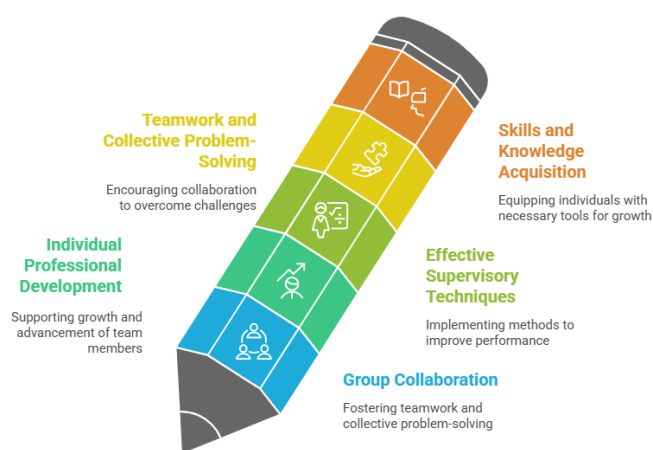 Teamwork and
Collective Problem-
Solving
Encouraging collaboration
to overcome challenges
Skills and
Knowledge
Acquisition
Equipping individuals with
necessary tools for growth
Individual
Professional
Development
Supporting growth and
advancement of team
members
Effective
Supervisory
Techniques
Implementing methods to
improve performance
Group Collaboration
Fostering teamwork and
collective problem-solving